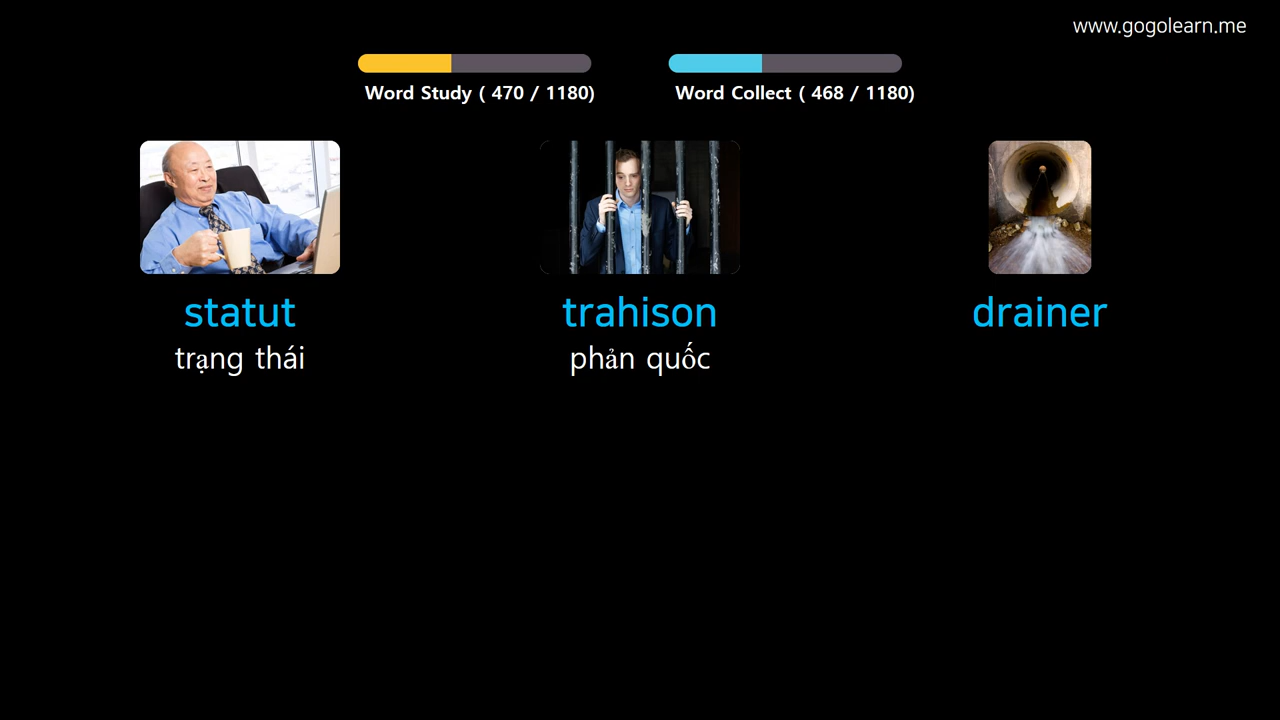 www.gogolearn.me
Word Study ( 470 / 1180)
Word Collect ( 468 / 1180)
statut
trahison
drainer
trạng thái
phản quốc